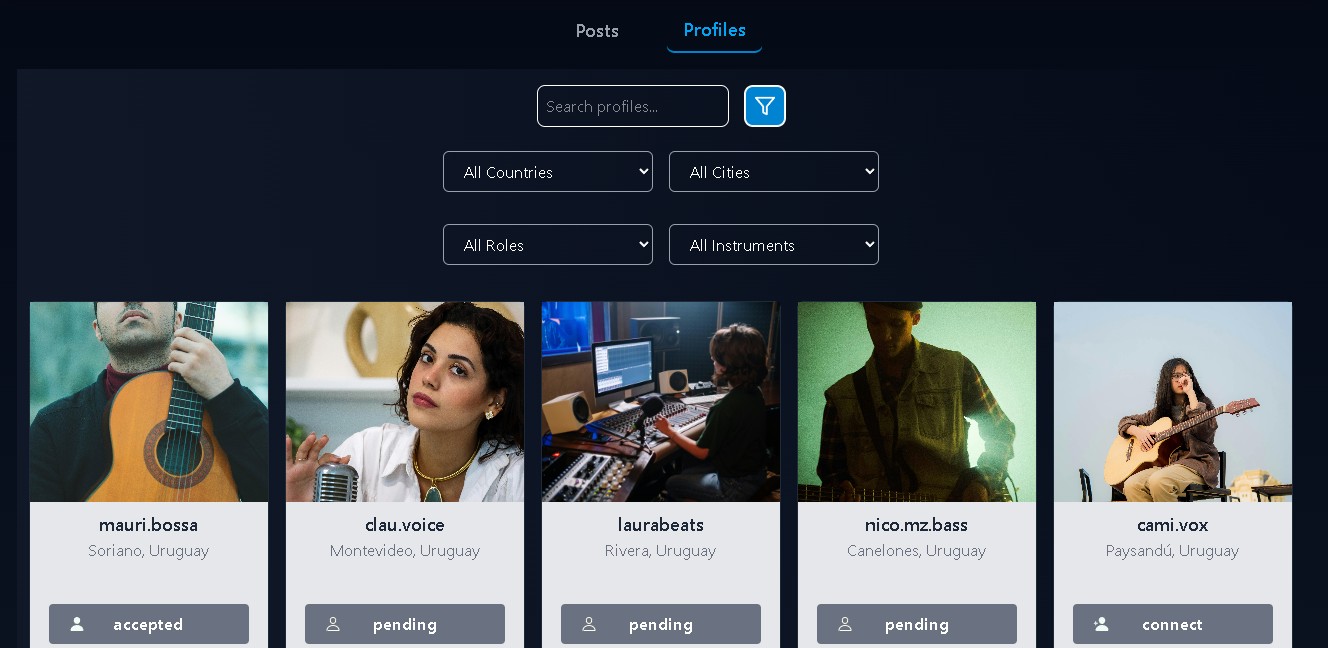 Posts Profiles
Search profiles...
All Countries All Cities
All Roles All Instruments
mauri.bossa clau.voice laurabeats nico.mz.bass cami.vox
Soriano, Uruguay Montevideo, Uruguay Rivera, Uruguay Canelones, Uruguay Paysandú, Uruguay
accepted pending pending pending connect